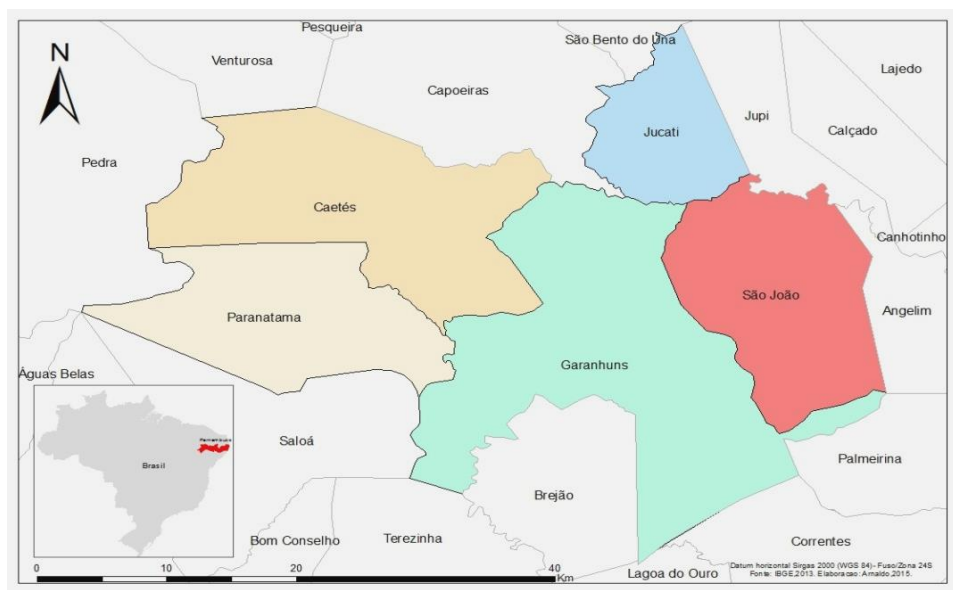 Pesqueira
São Bento do Una
N
Venturosa
Lajedo
Capoeiras
Jupi
Calçado
Jucati
Pedra
Caetés
Canhotinho
São João
Angelim
Paranatama
Garanhuns
Águas Belas
Saloá
Pernambuco
Brasil
Palmeirina
Brejão
Bom Conselho
Terezinha
Correntes
Lagoa do Ouro
0 10 20 40
Km
Datum horizontal Sirgas 2000 (WGS 84)- Fuso/Zona 24S
Fonte: IBGE,2013. Elaboracao: Arnaldo,2015.